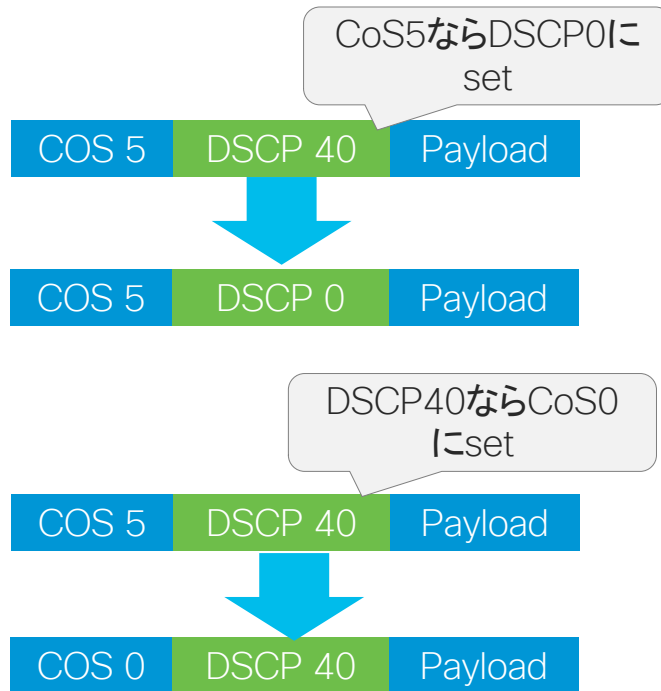 CoS5ならDSCP0に
set
COS 5 DSCP 40 Payload
COS 5 DSCP 0 Payload
DSCP40ならCoS0
にset
COS 5 DSCP 40 Payload
COS 0 DSCP 40 Payload